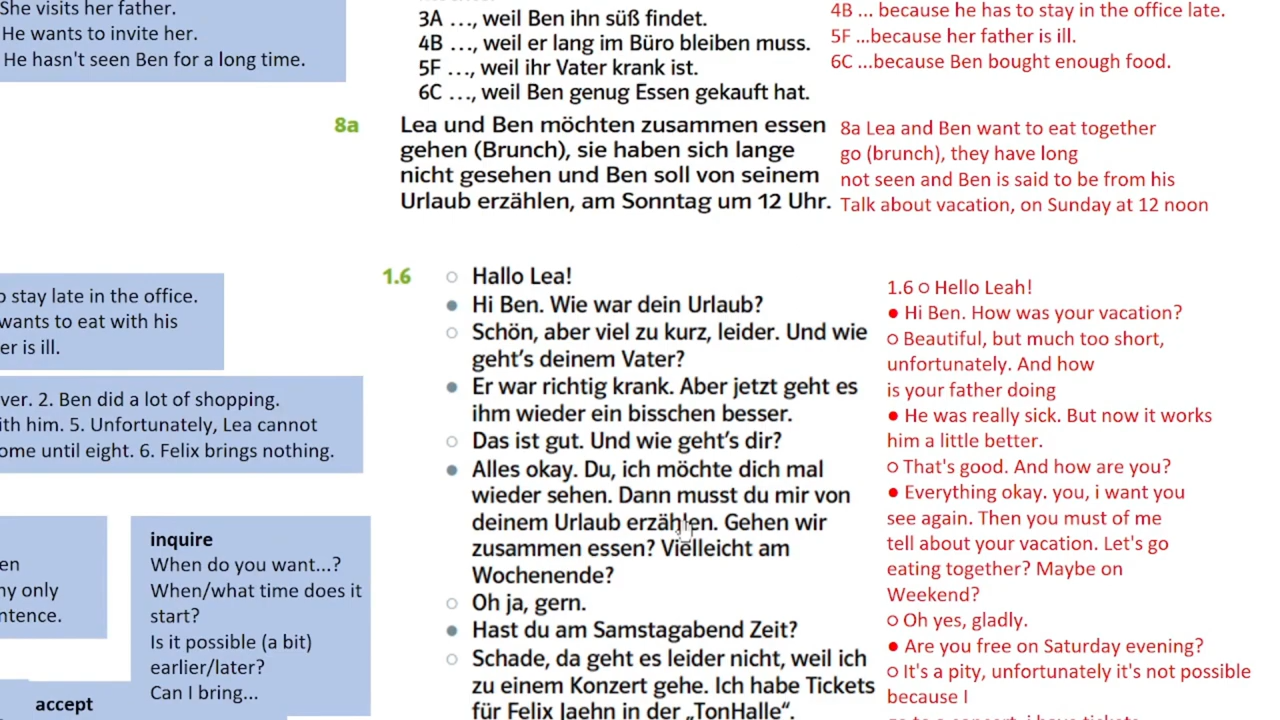 She visits her father.
He wants to invite her.
He hasn't seen Ben for a long time.
3A …, weil Ben ihn süß findet.
4B …, weil er lang im Büro bleiben muss.
5F …, weil ihr Vater krank ist.
6C …, weil Ben genug Essen gekauft hat.
4B ... because he has to stay in the office late.
5F ...because her father is ill.
6C ...because Ben bought enough food.
8a Lea und Ben möchten zusammen essen
gehen (Brunch), sie haben sich lange
nicht gesehen und Ben soll von seinem
Urlaub erzählen, am Sonntag um 12 Uhr.
8a Lea and Ben want to eat together
go (brunch), they have long
not seen and Ben is said to be from his
Talk about vacation, on Sunday at 12 noon
o stay late in the office.
wants to eat with his
er is ill.
ver. 2. Ben did a lot of shopping.
ith him. 5. Unfortunately, Lea cannot
ome until eight. 6. Felix brings nothing.
en
ny only
ntence.
inquire
When do you want...?
When/what time does it
start?
Is it possible (a bit)
earlier/later?
Can I bring...
accept
1.6 ○ Hallo Lea!
● Hi Ben. Wie war dein Urlaub?
○ Schön, aber viel zu kurz, leider. Und wie
geht's deinem Vater?
● Er war richtig krank. Aber jetzt geht es
ihm wieder ein bisschen besser.
○ Das ist gut. Und wie geht's dir?
● Alles okay. Du, ich möchte dich mal
wieder sehen. Dann musst du mir von
deinem Urlaub erzählen. Gehen wir
zusammen essen? Vielleicht am
Wochenende?
○ Oh ja, gern.
● Hast du am Samstagabend Zeit?
○ Schade, da geht es leider nicht, weil ich
zu einem Konzert gehe. Ich habe Tickets
für Felix Jaehn in der „TonHalle“.
1.6 ○ Hello Leah!
● Hi Ben. How was your vacation?
○ Beautiful, but much too short,
unfortunately. And how
is your father doing
● He was really sick. But now it works
him a little better.
○ That's good. And how are you?
● Everything okay. you, i want you
see again. Then you must of me
tell about your vacation. Let's go
eating together? Maybe on
Weekend?
○ Oh yes, gladly.
● Are you free on Saturday evening?
○ It's a pity, unfortunately it's not possible
because I